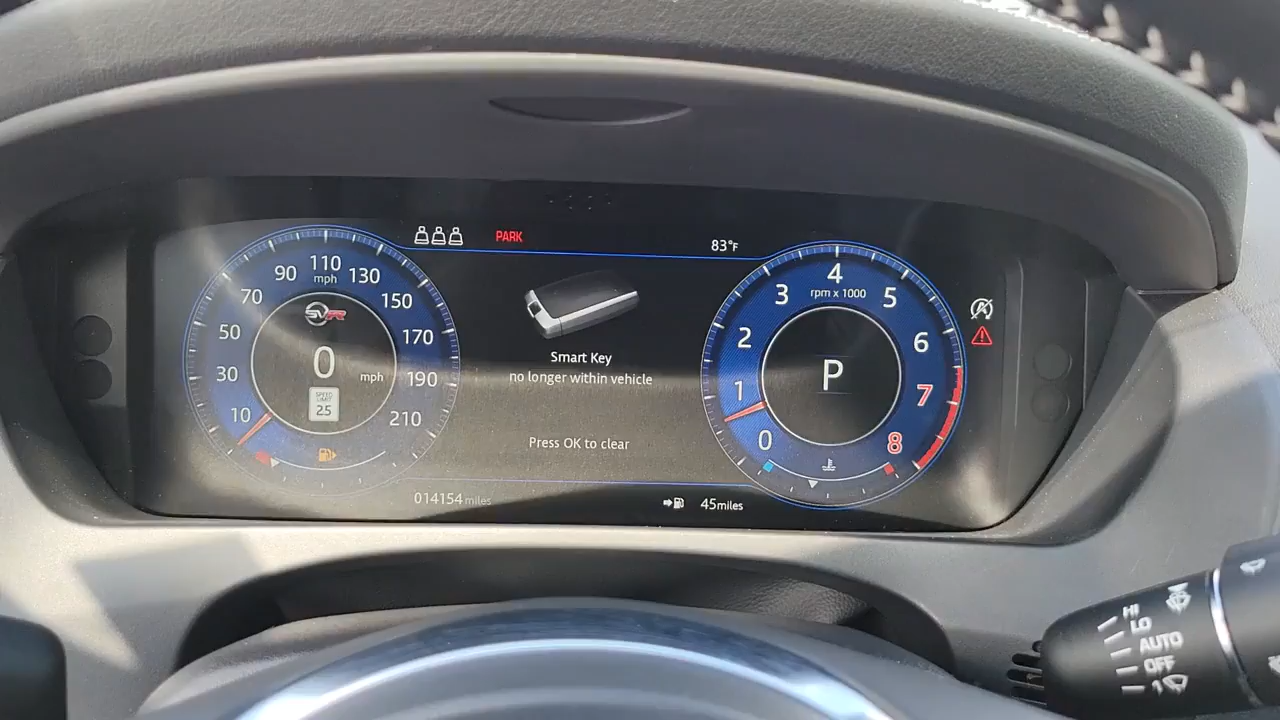 PARK
83°F
110
mph
90
130
70
150
50
170
30
190
10
210
SVR
0
mph
SPEED
LIMIT
25
Smart Key
no longer within vehicle
Press OK to clear
4
rpm x 1000
3
5
2
6
1
7
0
8
P
014154 miles
45miles
HI
LO
AUTO
OFF
1